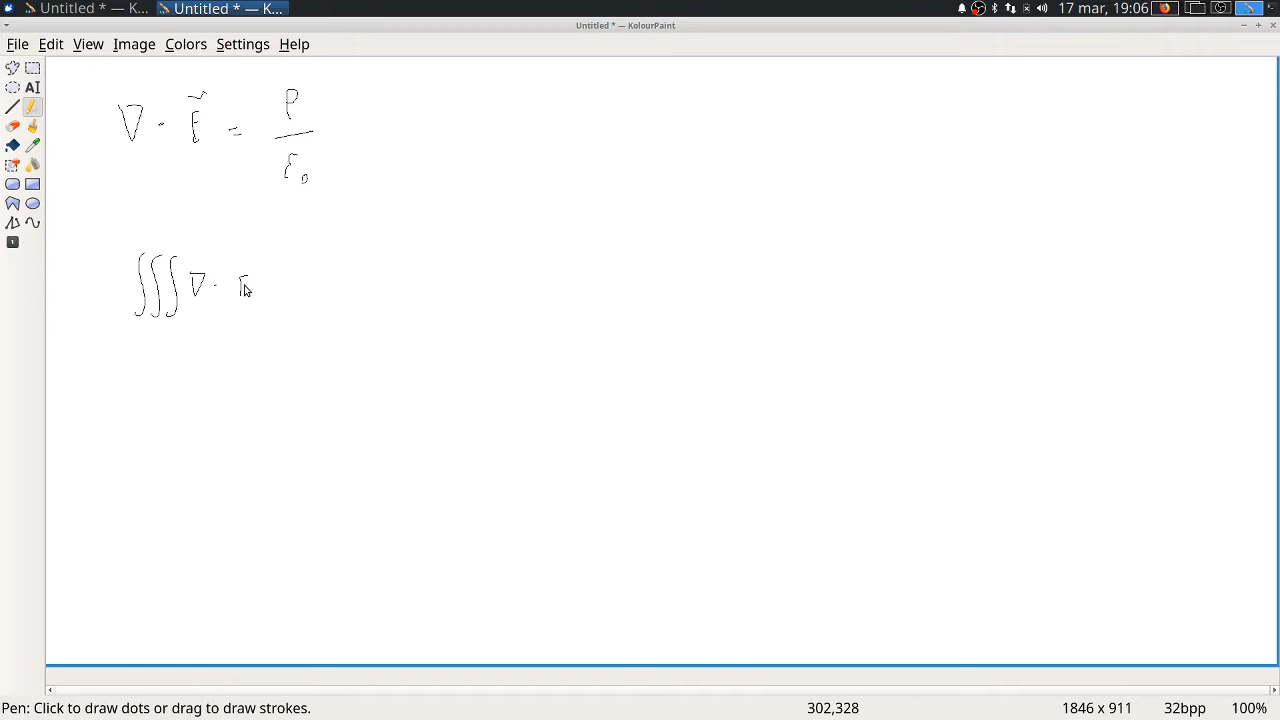 Untitled * — K...
Untitled * — K...
17 mar, 19:06
Untitled * — KolourPaint
File Edit View Image Colors Settings Help
∇ · E⃗ = ρ / ε₀
∭ ∇ · E
Pen: Click to draw dots or drag to draw strokes.
302,328
1846 x 911
32bpp
100%